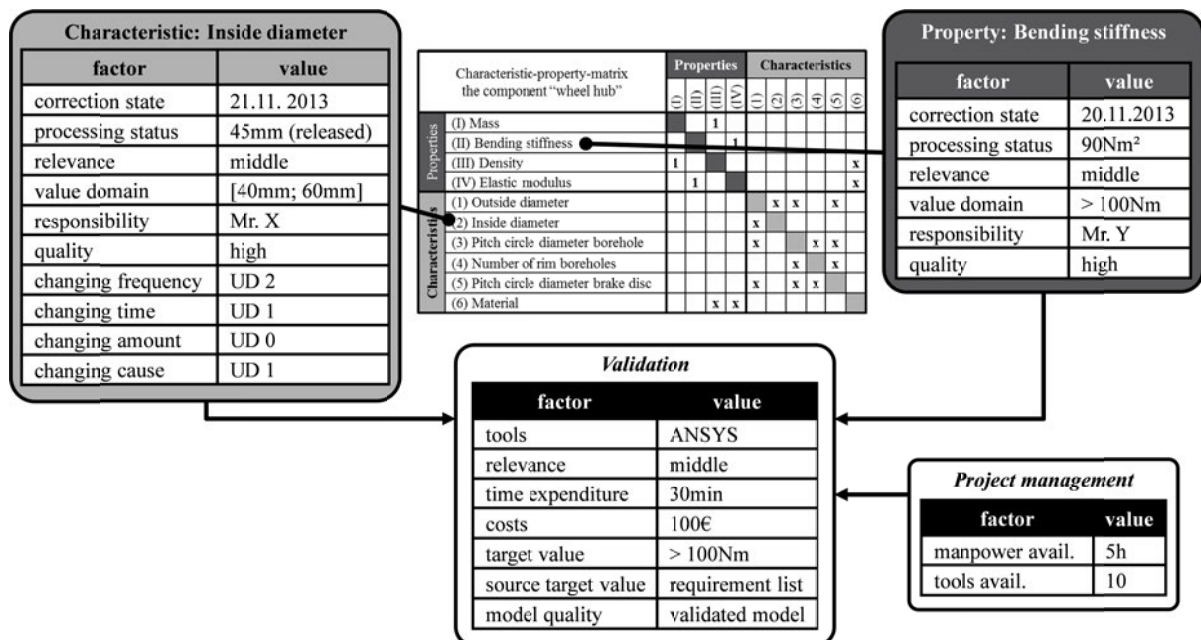 Characteristic: Inside diameter
factor value
correction state 21.11. 2013
processing status 45mm (released)
relevance middle
value domain [40mm; 60mm]
responsibility Mr. X
quality high
changing frequency UD 2
changing time UD 1
changing amount UD 0
changing cause UD 1
Characteristic-property-matrix
the component "wheel hub"
Properties Characteristics
(I) (II) (III) (IV) (1) (2) (3) (4) (5) (6)
Properties
(I) Mass 1
(II) Bending stiffness 1
(III) Density 1 x
(IV) Elastic modulus 1 x
Characteristics
(1) Outside diameter x x x
(2) Inside diameter x
(3) Pitch circle diameter borehole x x x
(4) Number of rim boreholes x x
(5) Pitch circle diameter brake disc x x x
(6) Material x x
Property: Bending stiffness
factor value
correction state 20.11.2013
processing status 90Nm²
relevance middle
value domain > 100Nm
responsibility Mr. Y
quality high
Validation
factor value
tools ANSYS
relevance middle
time expenditure 30min
costs 100€
target value > 100Nm
source target value requirement list
model quality validated model
Project management
factor value
manpower avail. 5h
tools avail. 10